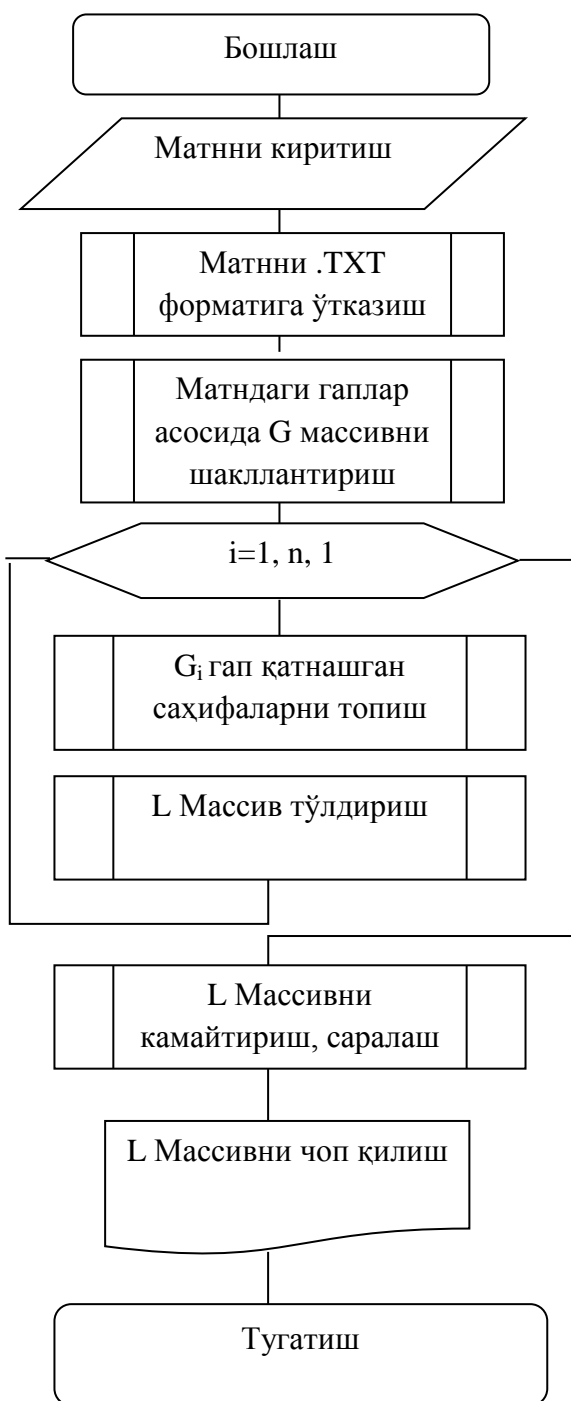 Бошлаш
Матнни киритиш
Матнни .TXT
форматига ўтказиш
Матндаги гаплар
асосида G массивни
шакллантириш
i=1, n, 1
Gᵢ гап қатнашган
саҳифаларни топиш
L Массив тўлдириш
L Массивни
камайтириш, саралаш
L Массивни чоп қилиш
Тугатиш